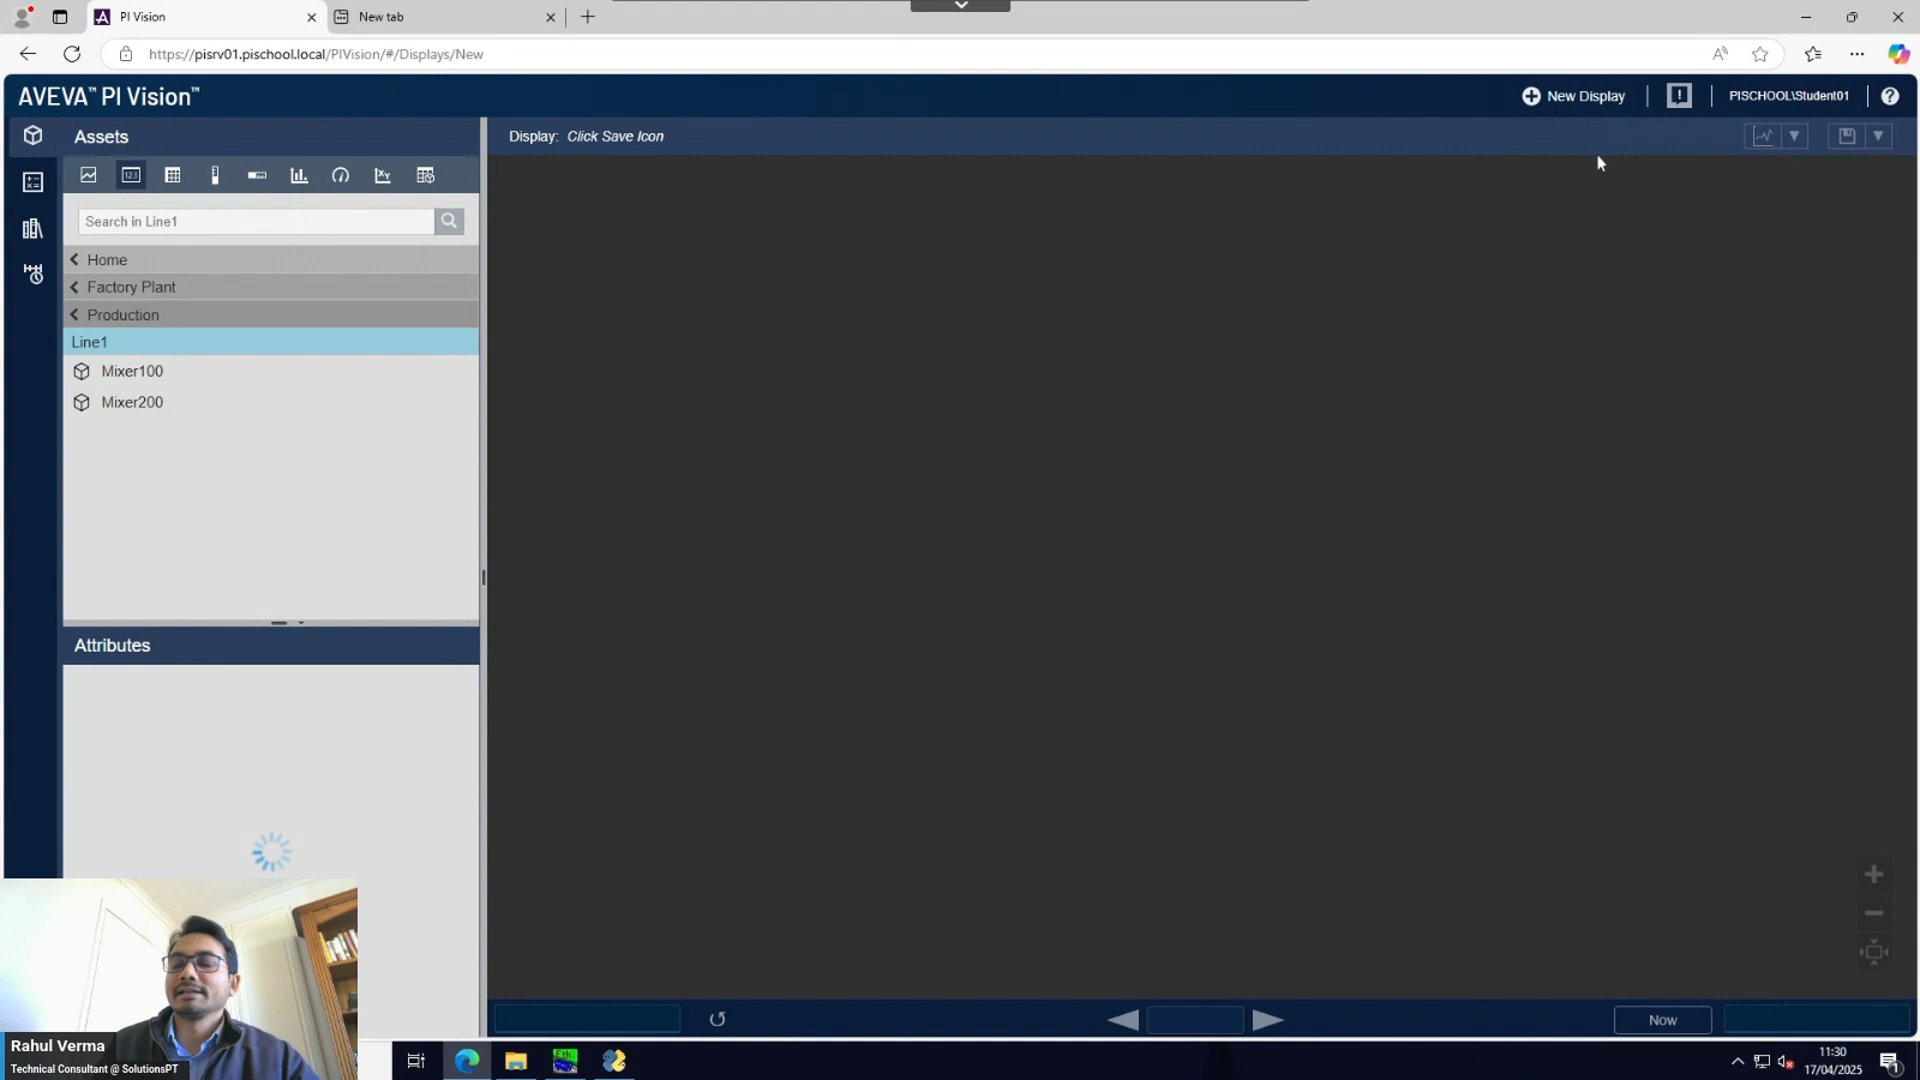 PI Vision
New tab
https://pisrv01.pischool.local/PIVision/#/Displays/New
AVEVA™ PI Vision™
New Display
PISCHOOL\Student01
Assets
Display: Click Save Icon
Search in Line1
Home
Factory Plant
Production
Line1
Mixer100
Mixer200
Attributes
Now
Rahul Verma
Technical Consultant @ SolutionsPT
11:30
17/04/2025